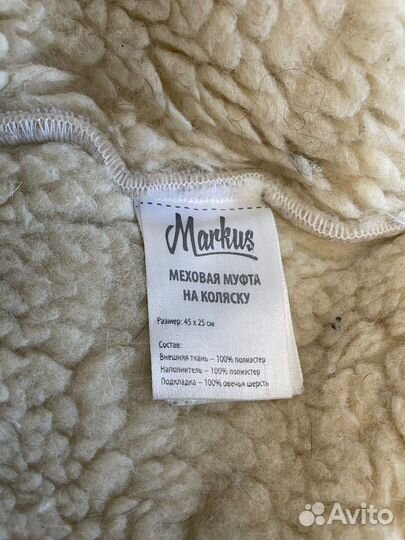 Markus
МЕХОВАЯ МУФТА
НА КОЛЯСКУ
Размер: 45 x 25 см
Состав:
Внешняя ткань – 100% полиэстер
Наполнитель – 100% полиэстер
Подкладка – 100% овечья шерсть
Avito